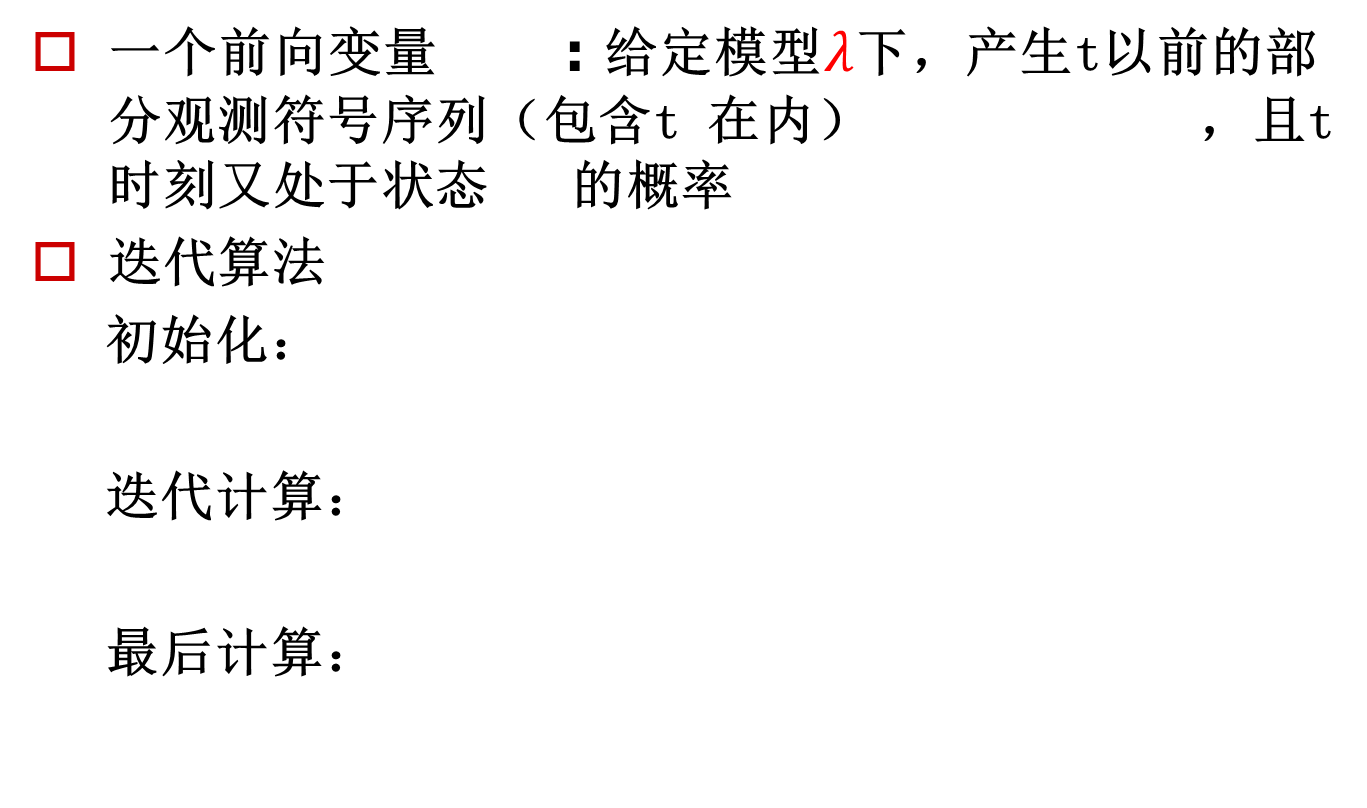 一个前向变量 :给定模型λ下，产生t以前的部
分观测符号序列（包含t 在内） ，且t
时刻又处于状态 的概率
迭代算法
初始化：
迭代计算：
最后计算：